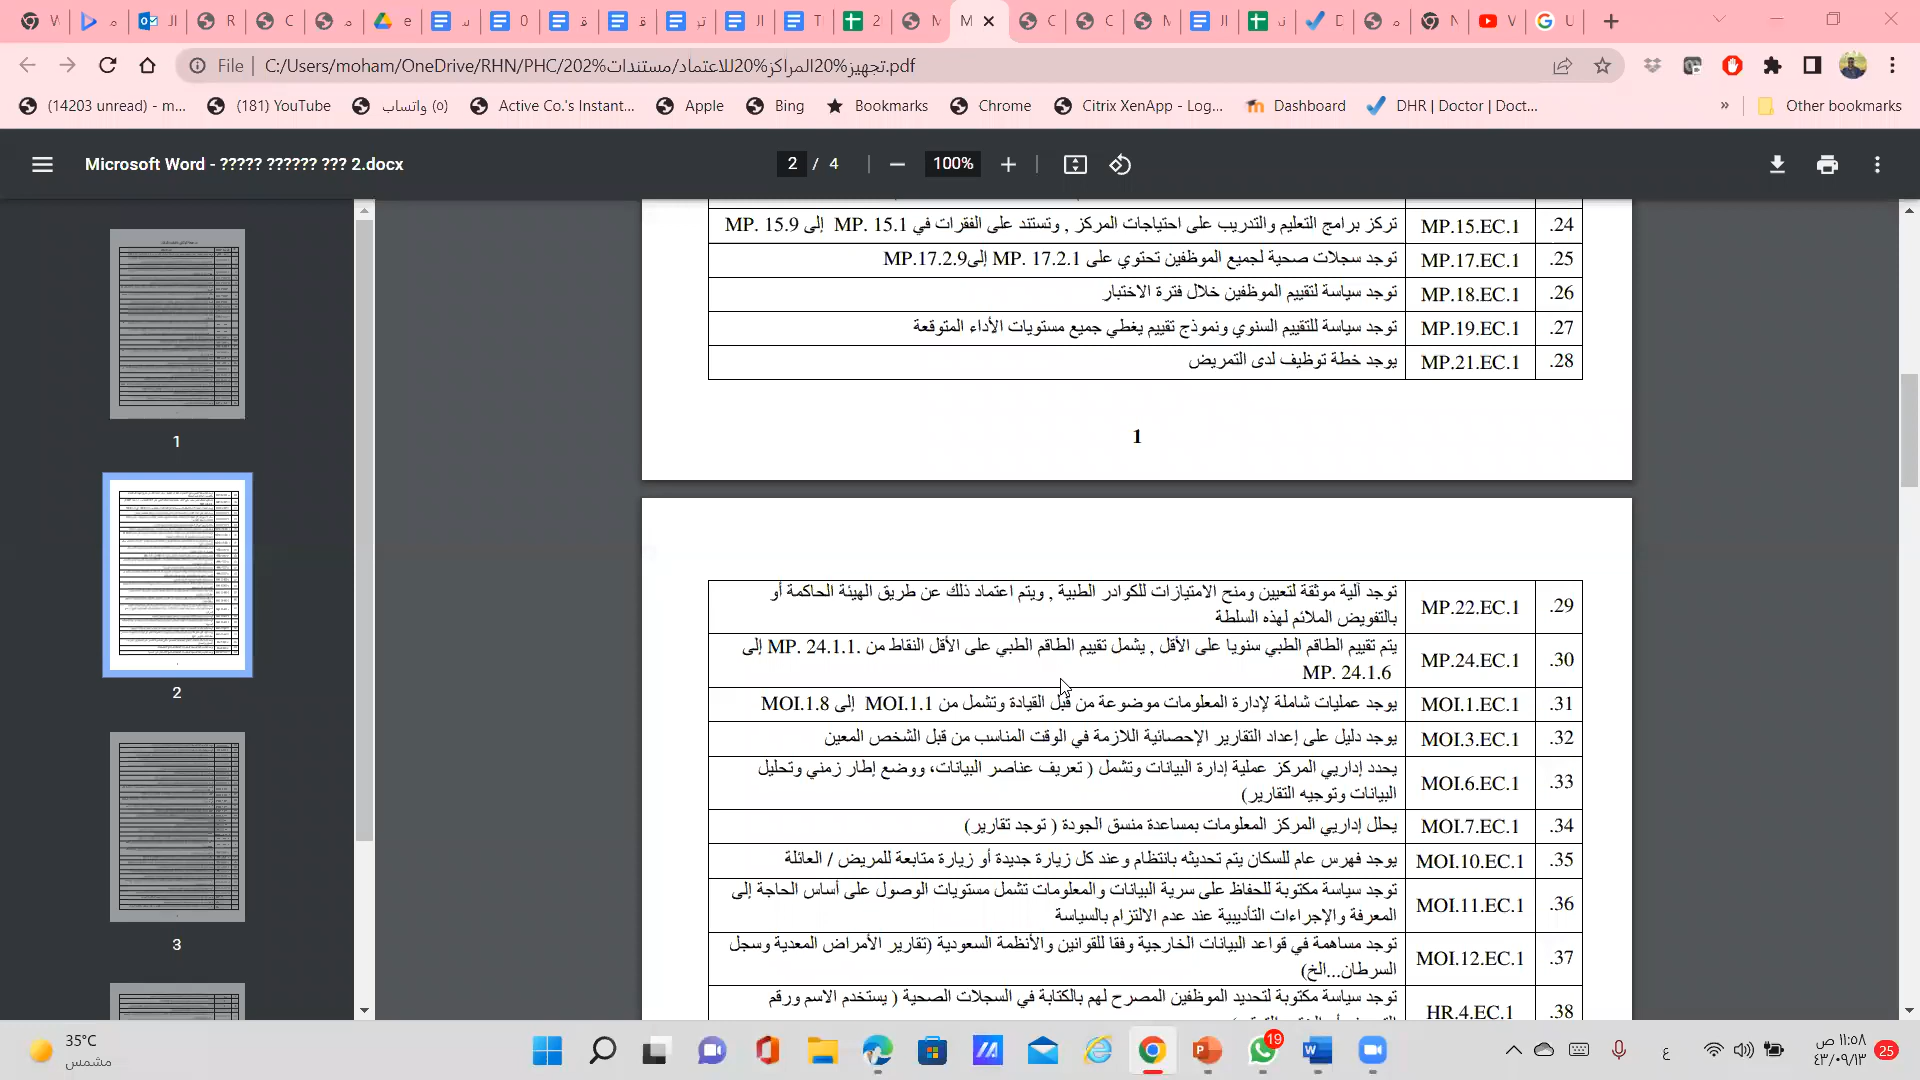 File
C:/Users/moham/OneDrive/RHN/PHC/202%مستندات/تجهيز%20المراكز%20للاعتماد.pdf
(14203 unread) - m...
(181) YouTube
واتساب (٥)
Active Co.'s Instant...
Apple
Bing
Bookmarks
Chrome
Citrix XenApp - Log...
Dashboard
DHR | Doctor | Doct...
»
Other bookmarks
Microsoft Word - ????? ?????? ??? 2.docx
2 / 4
100%
1
2
3
.24 MP.15.EC.1 تركز برامج التعليم والتدريب على احتياجات المركز , وتستند على الفقرات في MP. 15.1 إلى MP. 15.9
.25 MP.17.EC.1 توجد سجلات صحية لجميع الموظفين تحتوي على MP. 17.2.1 إلى MP.17.2.9
.26 MP.18.EC.1 توجد سياسة لتقييم الموظفين خلال فترة الاختبار
.27 MP.19.EC.1 توجد سياسة للتقييم السنوي ونموذج تقييم يغطي جميع مستويات الأداء المتوقعة
.28 MP.21.EC.1 يوجد خطة توظيف لدى التمريض
1
.29 MP.22.EC.1 توجد آلية موثقة لتعيين ومنح الامتيازات للكوادر الطبية , ويتم اعتماد ذلك عن طريق الهيئة الحاكمة أو
بالتفويض الملائم لهذه السلطة
.30 MP.24.EC.1 يتم تقييم الطاقم الطبي سنويا على الأقل , يشمل تقييم الطاقم الطبي على الأقل النقاط من MP. 24.1.1. إلى
MP. 24.1.6
.31 MOI.1.EC.1 يوجد عمليات شاملة لإدارة المعلومات موضوعة من قبل القيادة وتشمل من MOI.1.1 إلى MOI.1.8
.32 MOI.3.EC.1 يوجد دليل على إعداد التقارير الإحصائية اللازمة في الوقت المناسب من قبل الشخص المعين
.33 MOI.6.EC.1 يحدد إداريي المركز عملية إدارة البيانات وتشمل ( تعريف عناصر البيانات، ووضع إطار زمني وتحليل
البيانات وتوجيه التقارير)
.34 MOI.7.EC.1 يحلل إداريي المركز المعلومات بمساعدة منسق الجودة ( توجد تقارير)
.35 MOI.10.EC.1 يوجد فهرس عام للسكان يتم تحديثه بانتظام وعند كل زيارة جديدة أو زيارة متابعة للمريض / العائلة
.36 MOI.11.EC.1 توجد سياسة مكتوبة للحفاظ على سرية البيانات والمعلومات تشمل مستويات الوصول على أساس الحاجة إلى
المعرفة والإجراءات التأديبية عند عدم الالتزام بالسياسة
.37 MOI.12.EC.1 توجد مساهمة في قواعد البيانات الخارجية وفقا للقوانين والأنظمة السعودية (تقارير الأمراض المعدية وسجل
السرطان...الخ)
.38 HR.4.EC.1 توجد سياسة مكتوبة لتحديد الموظفين المصرح لهم بالكتابة في السجلات الصحية ( يستخدم الاسم ورقم
35°C
مشمس
19
ع
١١:٥٨ ص
٤٣/٠٩/١٣
25